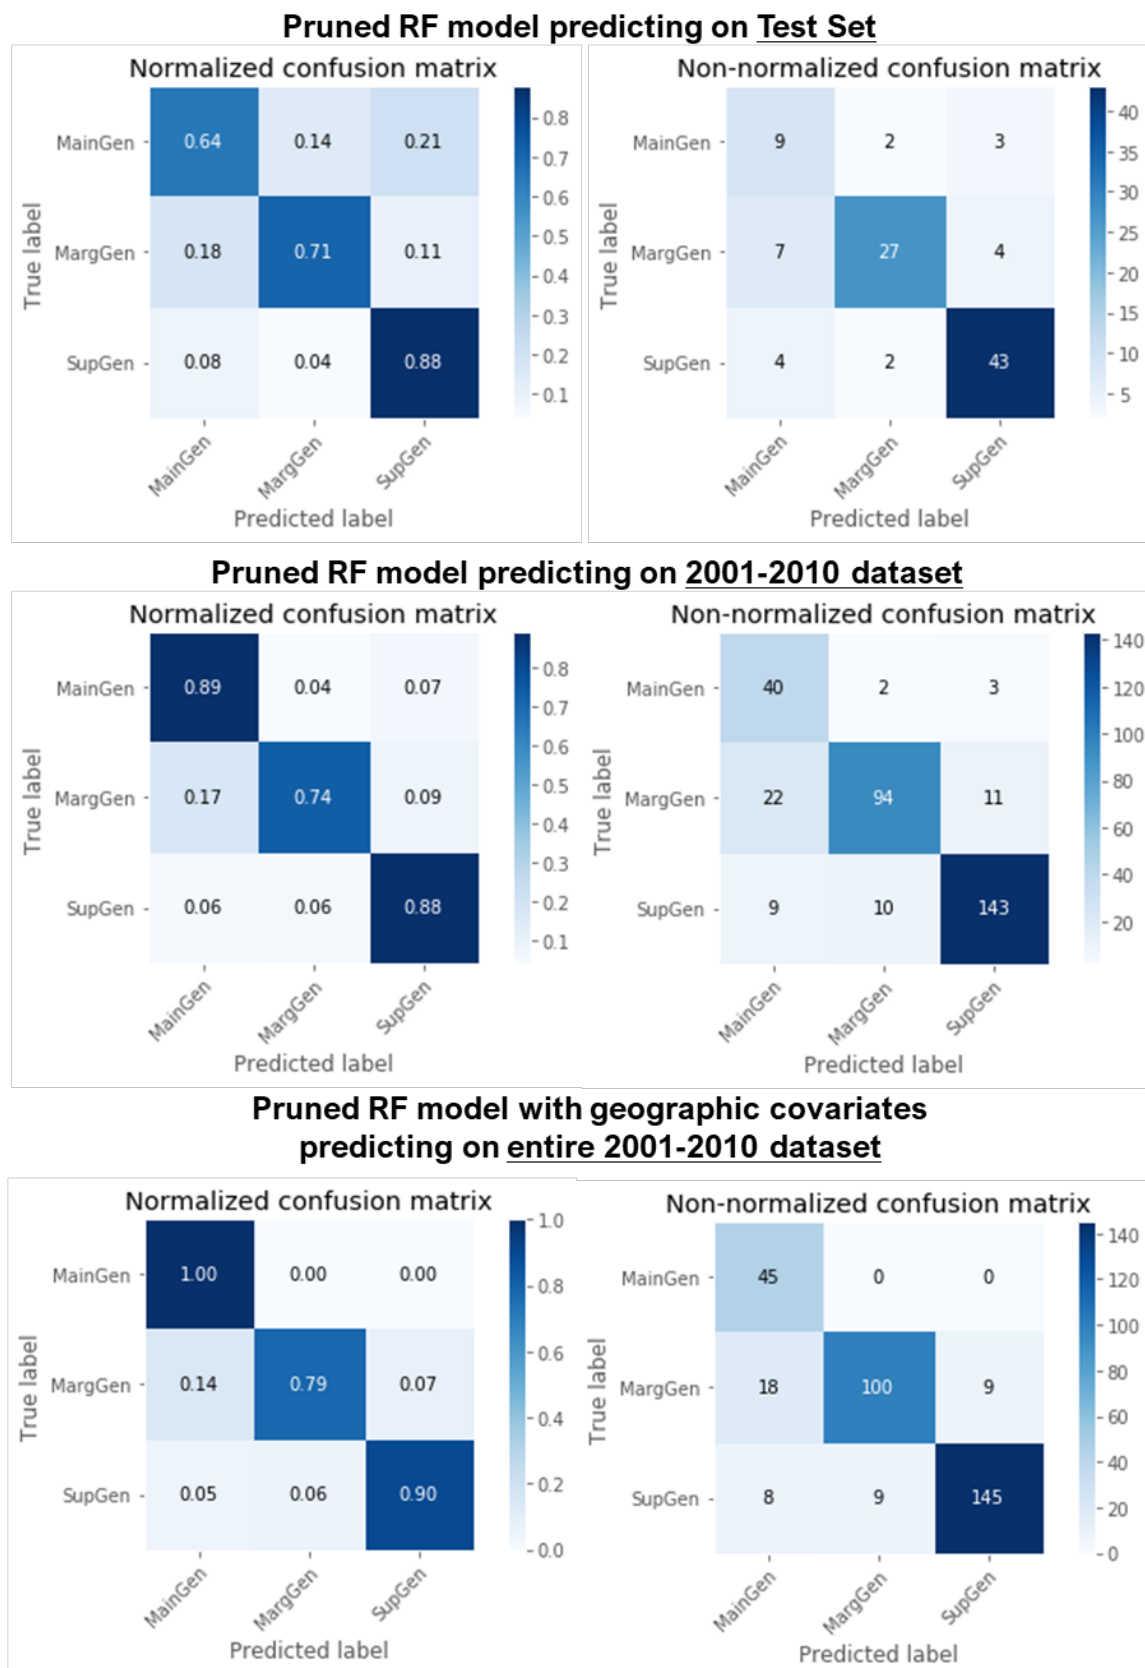 Pruned RF model predicting on Test Set
Normalized confusion matrix
True label
MainGen
0.64 0.14 0.21
MargGen
0.18 0.71 0.11
SupGen
0.08 0.04 0.88
MainGen MargGen SupGen
Predicted label
0.8
0.7
0.6
0.5
0.4
0.3
0.2
0.1
Non-normalized confusion matrix
True label
MainGen
9 2 3
MargGen
7 27 4
SupGen
4 2 43
MainGen MargGen SupGen
Predicted label
40
35
30
25
20
15
10
5
Pruned RF model predicting on 2001-2010 dataset
Normalized confusion matrix
True label
MainGen
0.89 0.04 0.07
MargGen
0.17 0.74 0.09
SupGen
0.06 0.06 0.88
MainGen MargGen SupGen
Predicted label
0.8
0.7
0.6
0.5
0.4
0.3
0.2
0.1
Non-normalized confusion matrix
True label
MainGen
40 2 3
MargGen
22 94 11
SupGen
9 10 143
MainGen MargGen SupGen
Predicted label
140
120
100
80
60
40
20
Pruned RF model with geographic covariates
predicting on entire 2001-2010 dataset
Normalized confusion matrix
True label
MainGen
1.00 0.00 0.00
MargGen
0.14 0.79 0.07
SupGen
0.05 0.06 0.90
MainGen MargGen SupGen
Predicted label
1.0
0.8
0.6
0.4
0.2
0.0
Non-normalized confusion matrix
True label
MainGen
45 0 0
MargGen
18 100 9
SupGen
8 9 145
MainGen MargGen SupGen
Predicted label
140
120
100
80
60
40
20
0